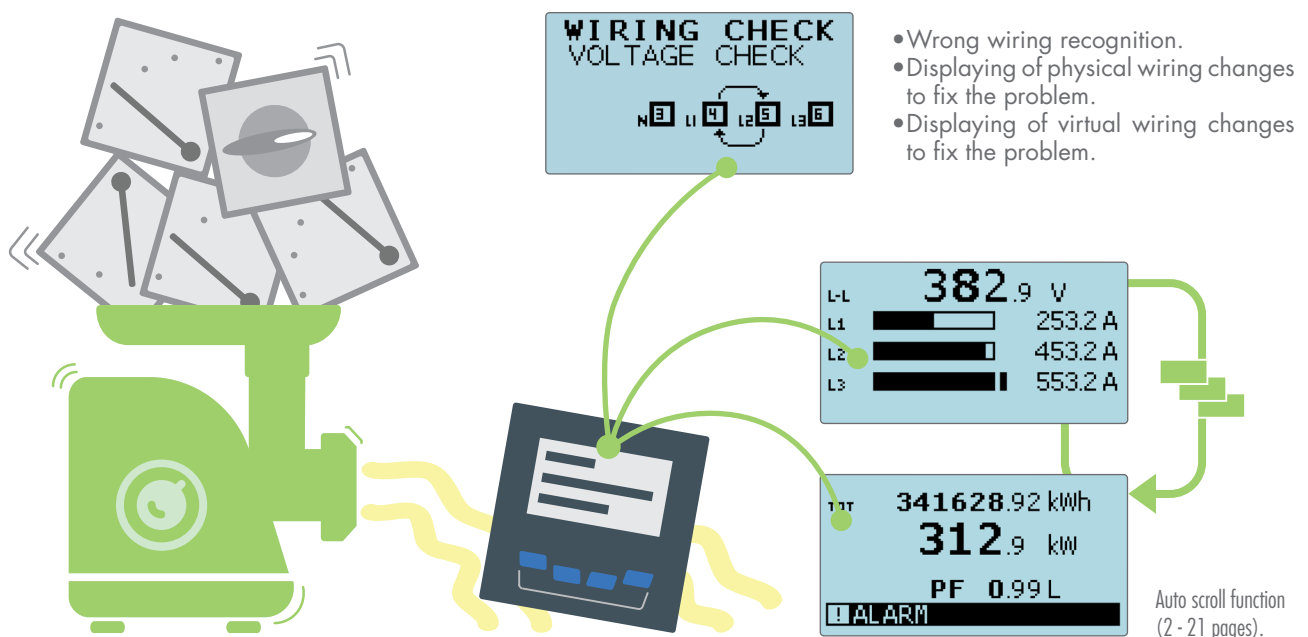 WIRING CHECK
VOLTAGE CHECK
N 3 L1 4 L2 5 L3 6
•Wrong wiring recognition.
•Displaying of physical wiring changes
to fix the problem.
•Displaying of virtual wiring changes
to fix the problem.
L-L 382.9 V
L1 253.2 A
L2 453.2 A
L3 553.2 A
TOT 341628.92 kWh
312.9 kW
PF 0.99 L
! ALARM
Auto scroll function
(2 - 21 pages).